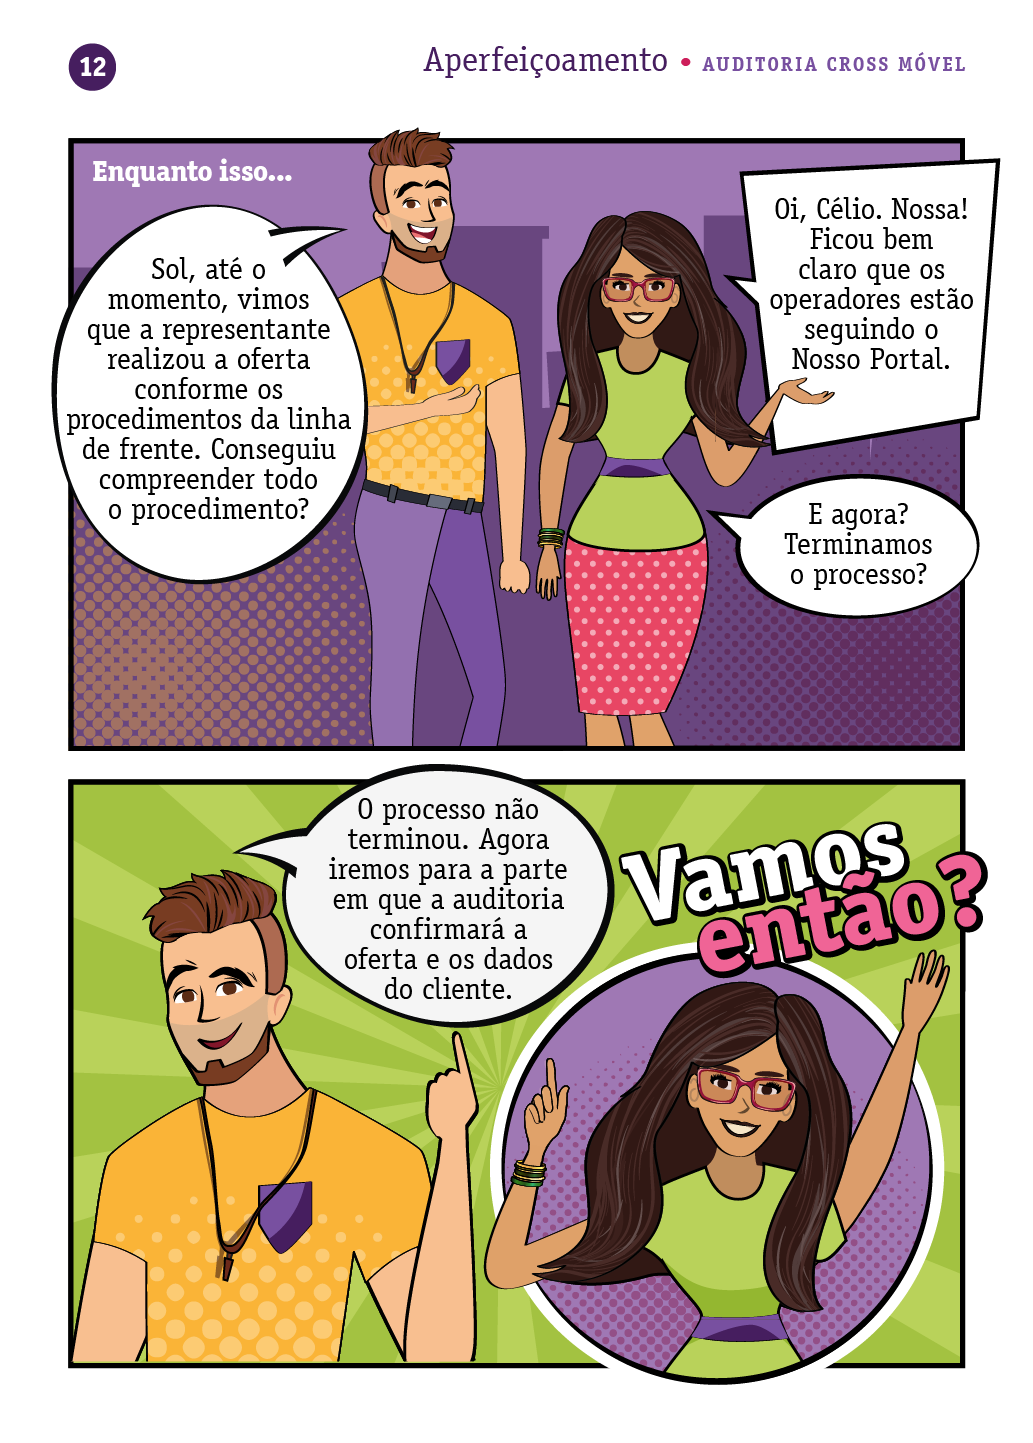 12
Aperfeiçoamento • AUDITORIA CROSS MÓVEL
Enquanto isso...
Sol, até o
momento, vimos
que a representante
realizou a oferta
conforme os
procedimentos da linha
de frente. Conseguiu
compreender todo
o procedimento?
Oi, Célio. Nossa!
Ficou bem
claro que os
operadores estão
seguindo o
Nosso Portal.
E agora?
Terminamos
o processo?
O processo não
terminou. Agora
iremos para a parte
em que a auditoria
confirmará a
oferta e os dados
do cliente.
Vamos
então?